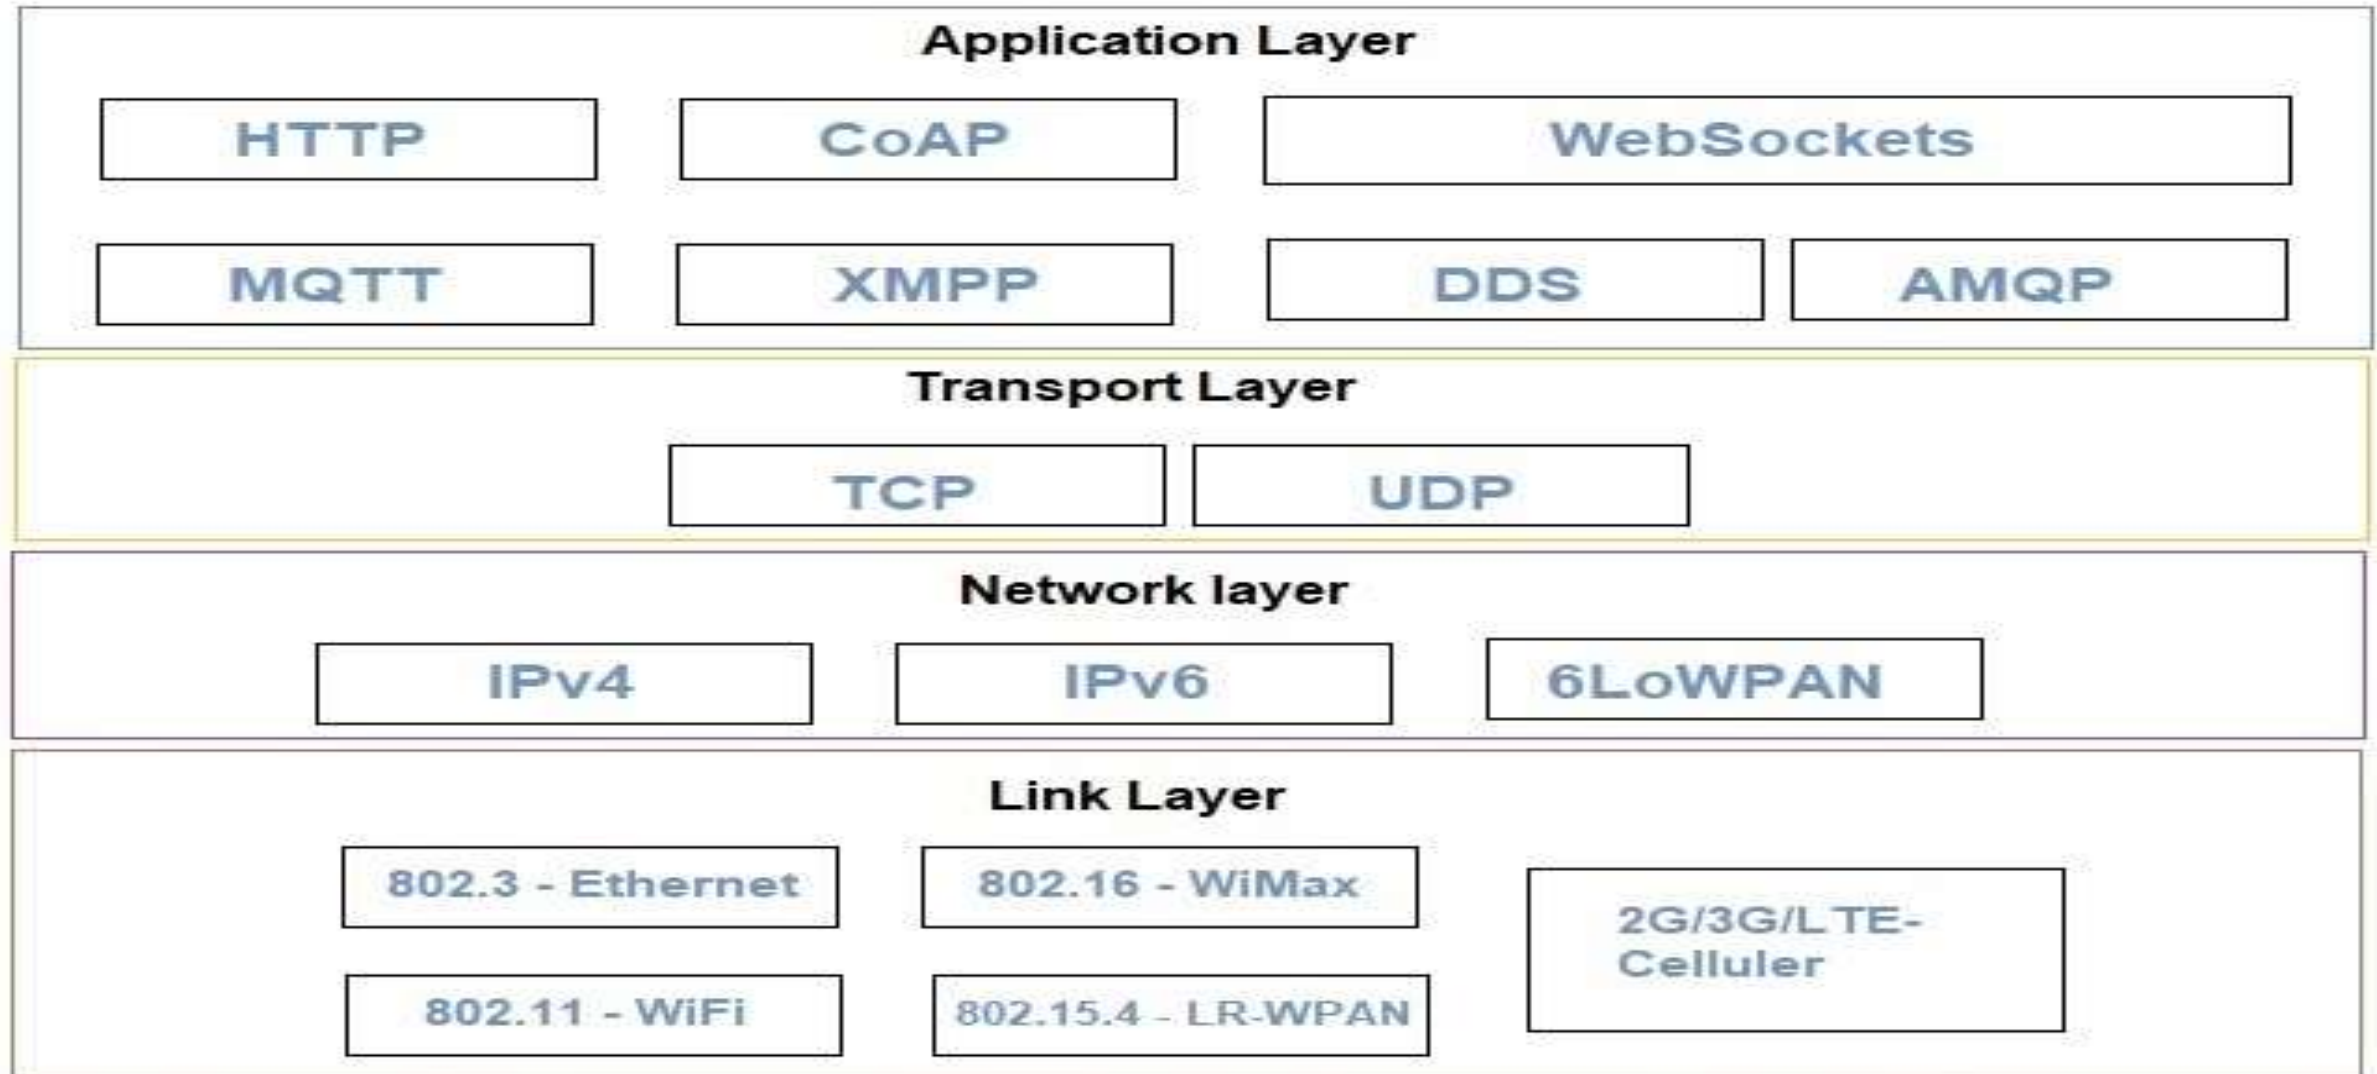 Application Layer
HTTP
CoAP
WebSockets
MQTT
XMPP
DDS
AMQP
Transport Layer
TCP
UDP
Network layer
IPv4
IPv6
6LoWPAN
Link Layer
802.3 - Ethernet
802.16 - WiMax
2G/3G/LTE-
Celluler
802.11 - WiFi
802.15.4 - LR-WPAN